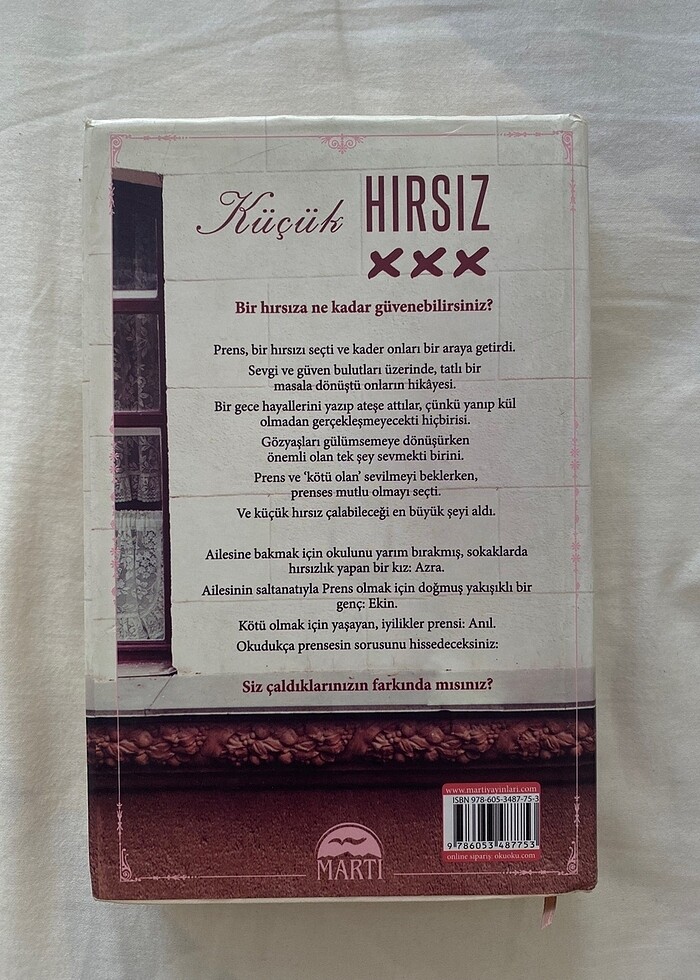 Küçük HIRSIZ
xxx
Bir hırsıza ne kadar güvenebilirsiniz?
Prens, bir hırsızı seçti ve kader onları bir araya getirdi.
Sevgi ve güven bulutları üzerinde, tatlı bir
masala dönüştü onların hikâyesi.
Bir gece hayallerini yazıp ateşe attılar, çünkü yanıp kül
olmadan gerçekleşmeyecekti hiçbirisi.
Gözyaşları gülümsemeye dönüşürken
önemli olan tek şey sevmekti birini.
Prens ve ‘kötü olan’ sevilmeyi beklerken,
prenses mutlu olmayı seçti.
Ve küçük hırsız çalabileceği en büyük şeyi aldı.
Ailesine bakmak için okulunu yarım bırakmış, sokaklarda
hırsızlık yapan bir kız: Azra.
Ailesinin saltanatıyla Prens olmak için doğmuş yakışıklı bir
genç: Ekin.
Kötü olmak için yaşayan, iyilikler prensi: Anıl.
Okudukça prensesin sorusunu hissedeceksiniz:
Siz çaldıklarınızın farkında mısınız?
www.martiyayinlari.com
ISBN 978-605-3487-75-3
9 786053 487753
online sipariş: okuoku.com
MARTI